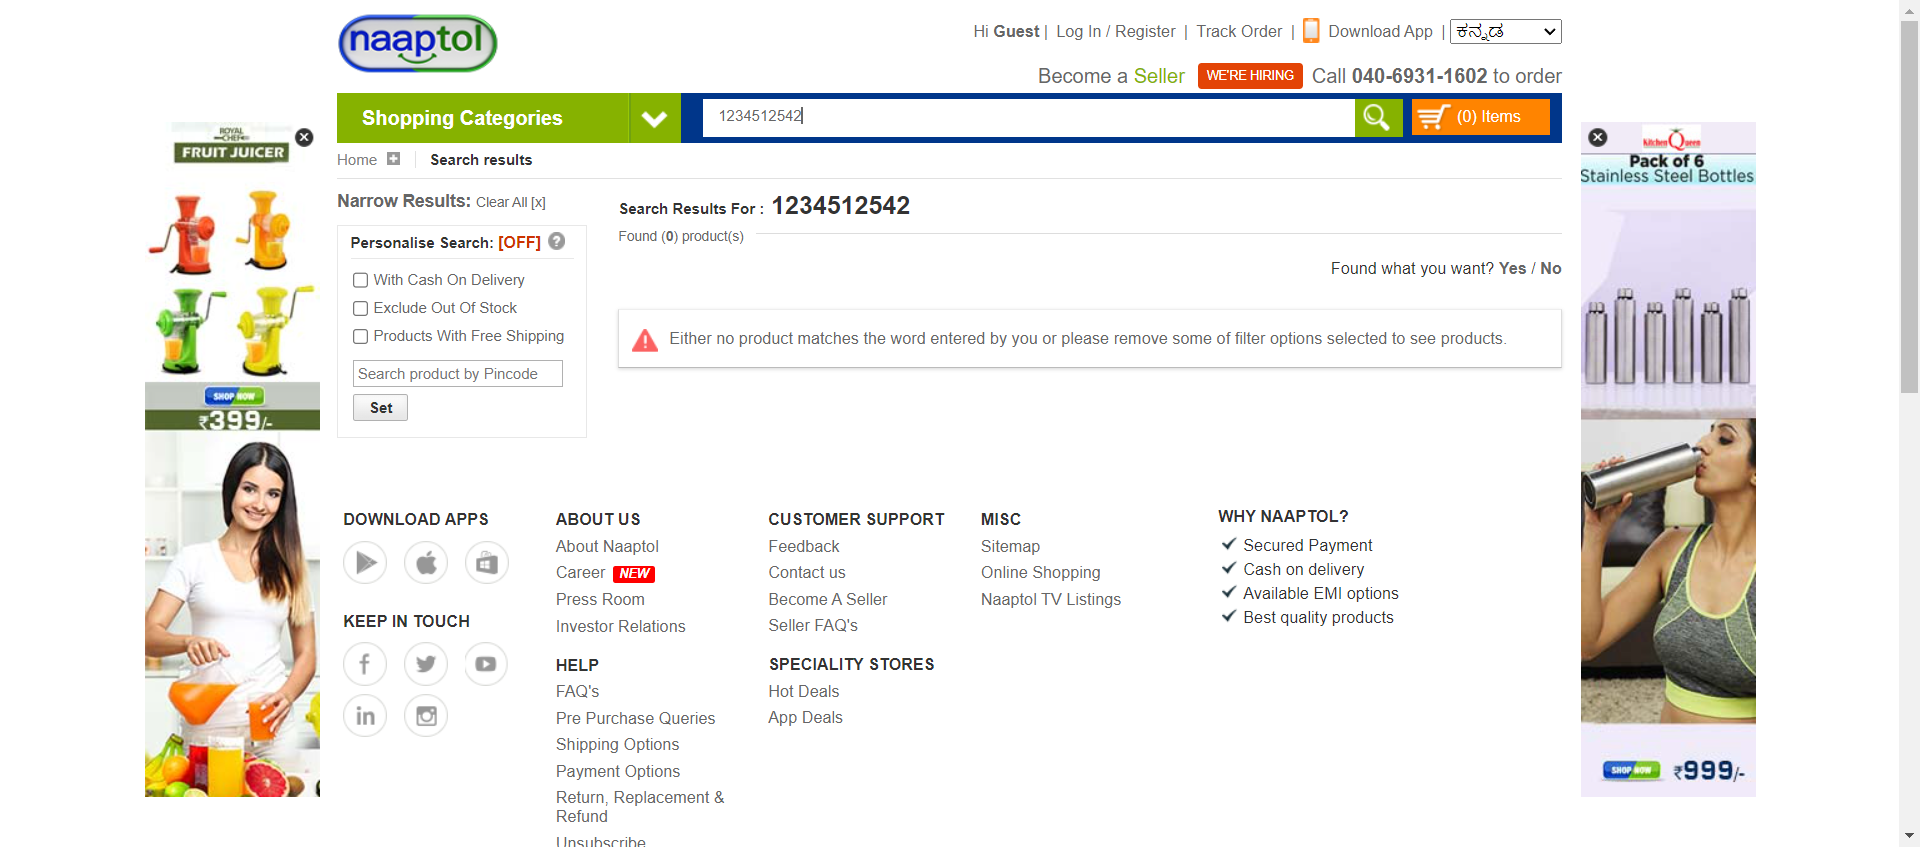 naaptol
Hi Guest | Log In / Register | Track Order | Download App | ಕನ್ನಡ
Become a Seller WE'RE HIRING Call 040-6931-1602 to order
Shopping Categories 1234512542 (0) Items
Home Search results
ROYAL
CHEF
FRUIT JUICER
SHOP NOW
₹399/-
Narrow Results: Clear All [x]
Personalise Search: [OFF] ?
With Cash On Delivery
Exclude Out Of Stock
Products With Free Shipping
Search product by Pincode
Set
Search Results For : 1234512542
Found (0) product(s)
Found what you want? Yes / No
Either no product matches the word entered by you or please remove some of filter options selected to see products.
Kitchen Queen
Pack of 6
Stainless Steel Bottles
SHOP NOW ₹999/-
DOWNLOAD APPS
KEEP IN TOUCH
ABOUT US
About Naaptol
Career NEW
Press Room
Investor Relations
HELP
FAQ's
Pre Purchase Queries
Shipping Options
Payment Options
Return, Replacement &
Refund
Unsubscribe
CUSTOMER SUPPORT
Feedback
Contact us
Become A Seller
Seller FAQ's
SPECIALITY STORES
Hot Deals
App Deals
MISC
Sitemap
Online Shopping
Naaptol TV Listings
WHY NAAPTOL?
Secured Payment
Cash on delivery
Available EMI options
Best quality products